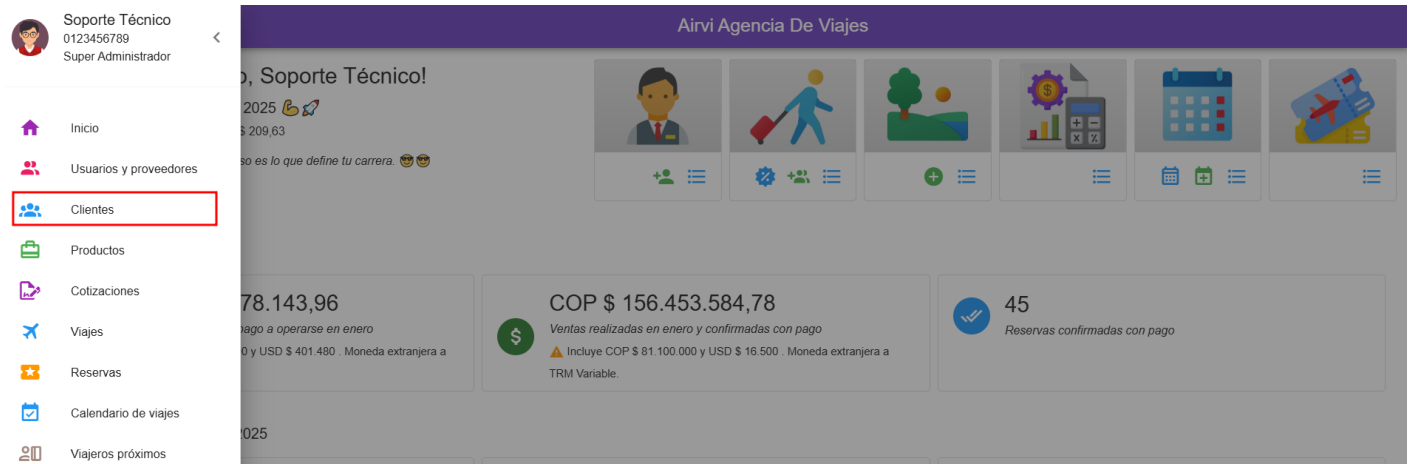 Soporte Técnico
0123456789
Super Administrador
Inicio
Usuarios y proveedores
Clientes
Productos
Cotizaciones
Viajes
Reservas
Calendario de viajes
Viajeros próximos
Airvi Agencia De Viajes
, Soporte Técnico!
2025 💪🚀
$ 209,63
so es lo que define tu carrera. 😎😎
78.143,96
pago a operarse en enero
0 y USD $ 401.480 . Moneda extranjera a
COP $ 156.453.584,78
Ventas realizadas en enero y confirmadas con pago
Incluye COP $ 81.100.000 y USD $ 16.500 . Moneda extranjera a
TRM Variable.
45
Reservas confirmadas con pago
2025